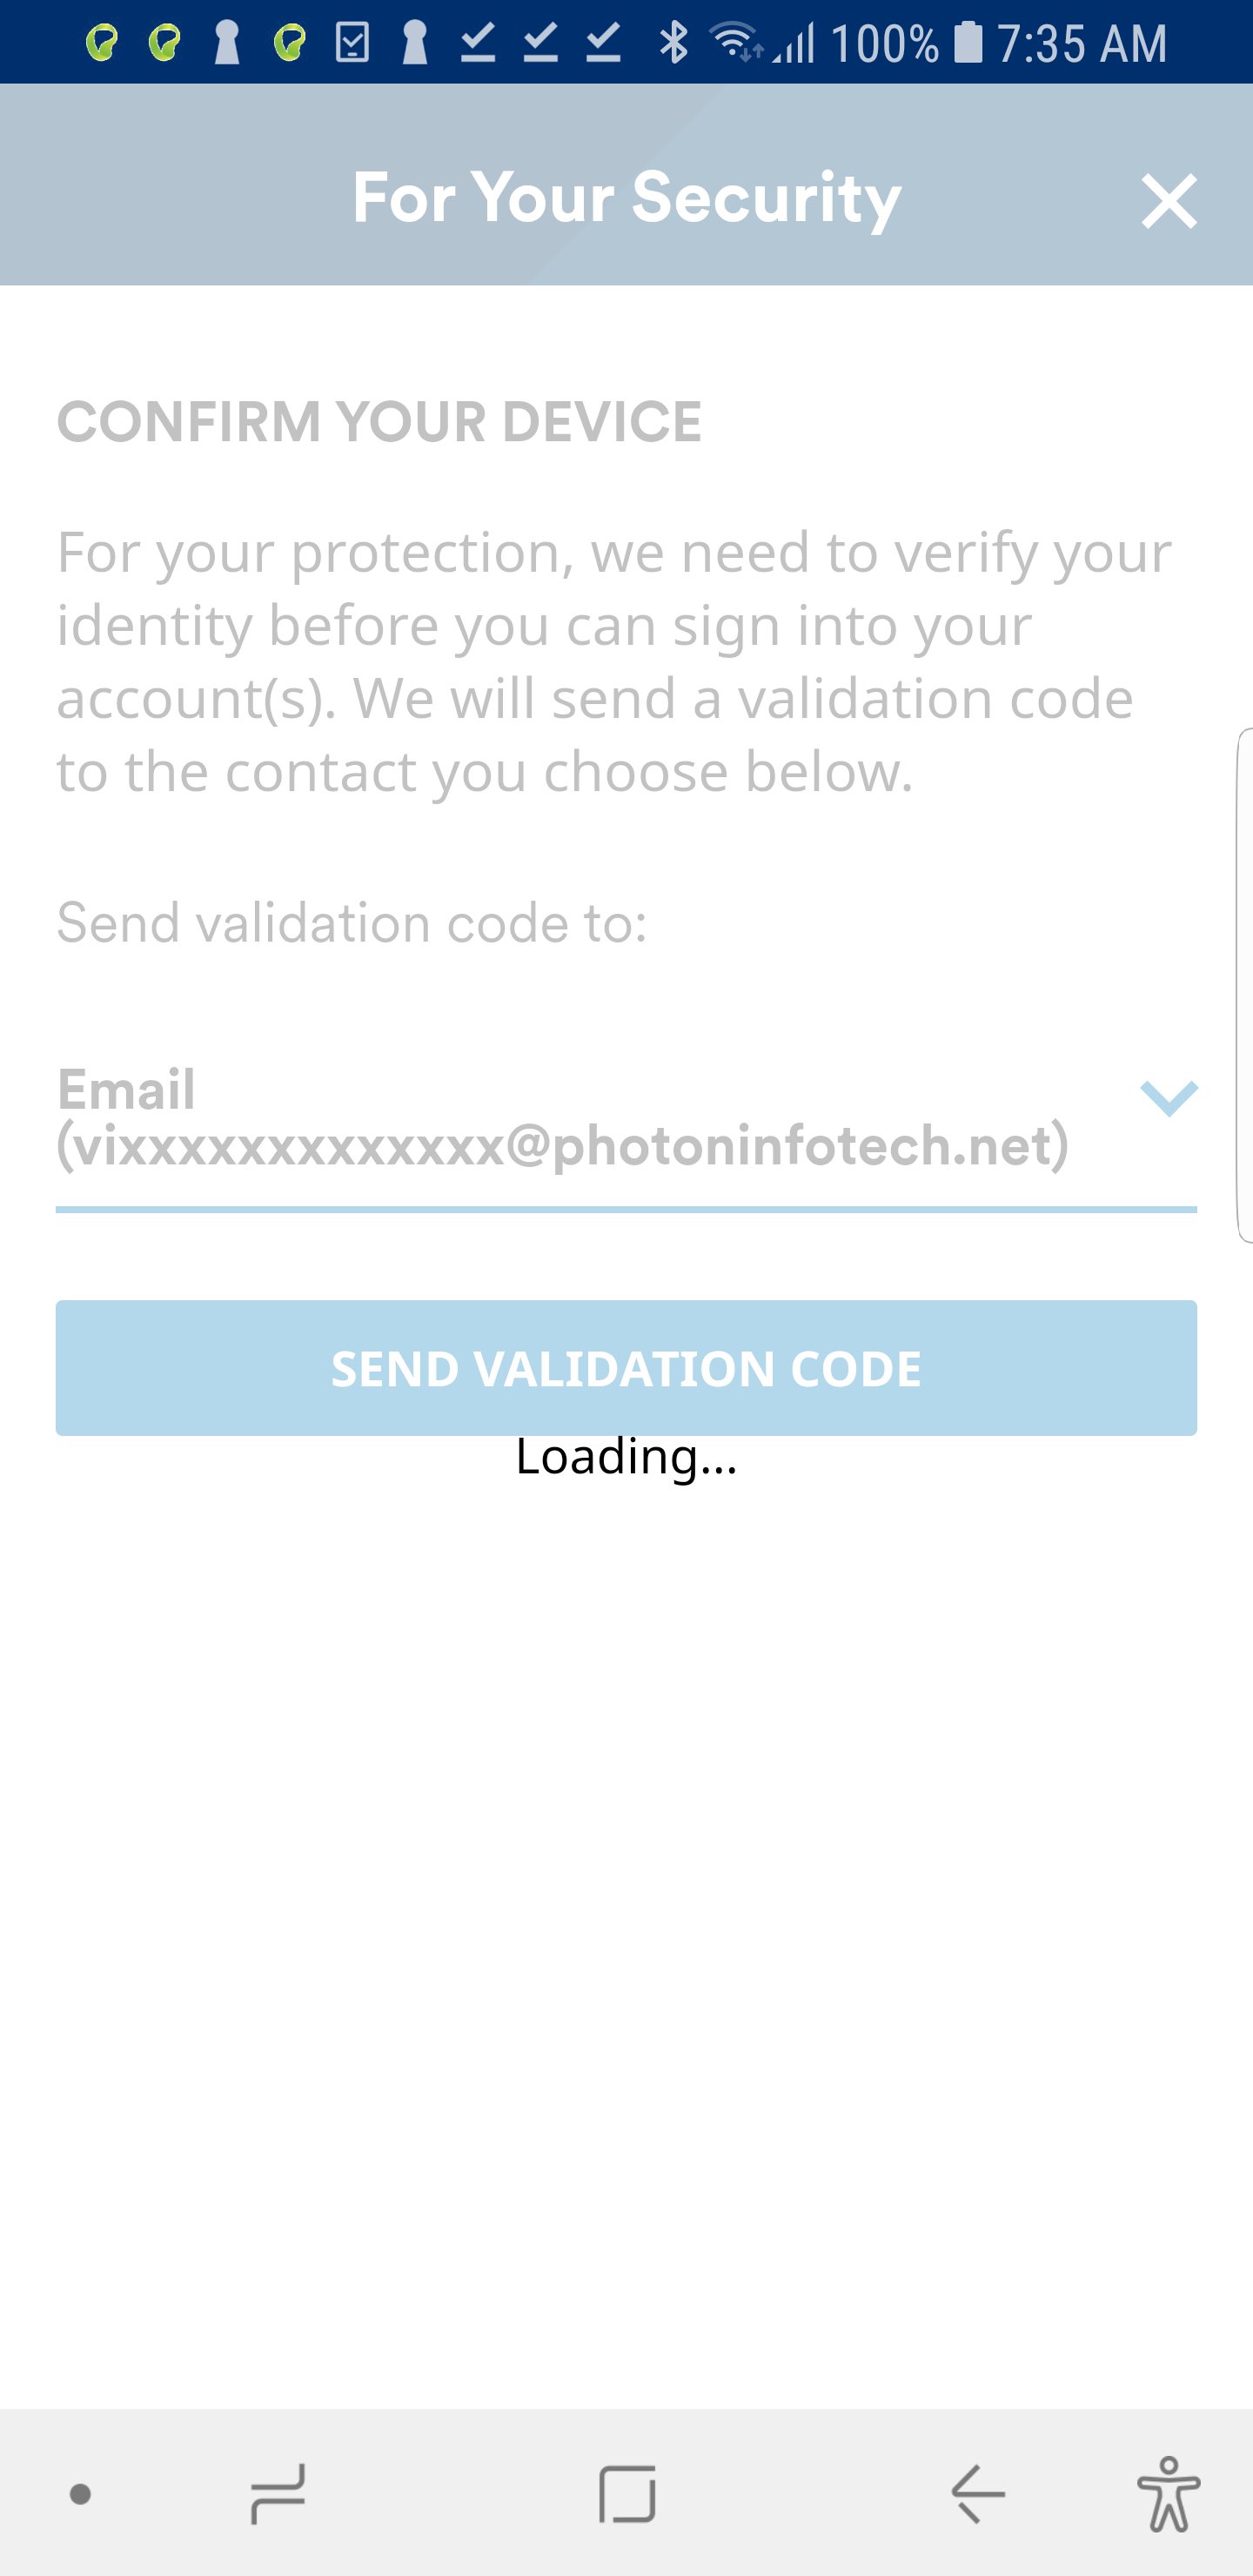 100% 7:35 AM
For Your Security
CONFIRM YOUR DEVICE
For your protection, we need to verify your
identity before you can sign into your
account(s). We will send a validation code
to the contact you choose below.
Send validation code to:
Email
(vixxxxxxxxxxxxx@photoninfotech.net)
SEND VALIDATION CODE
Loading...